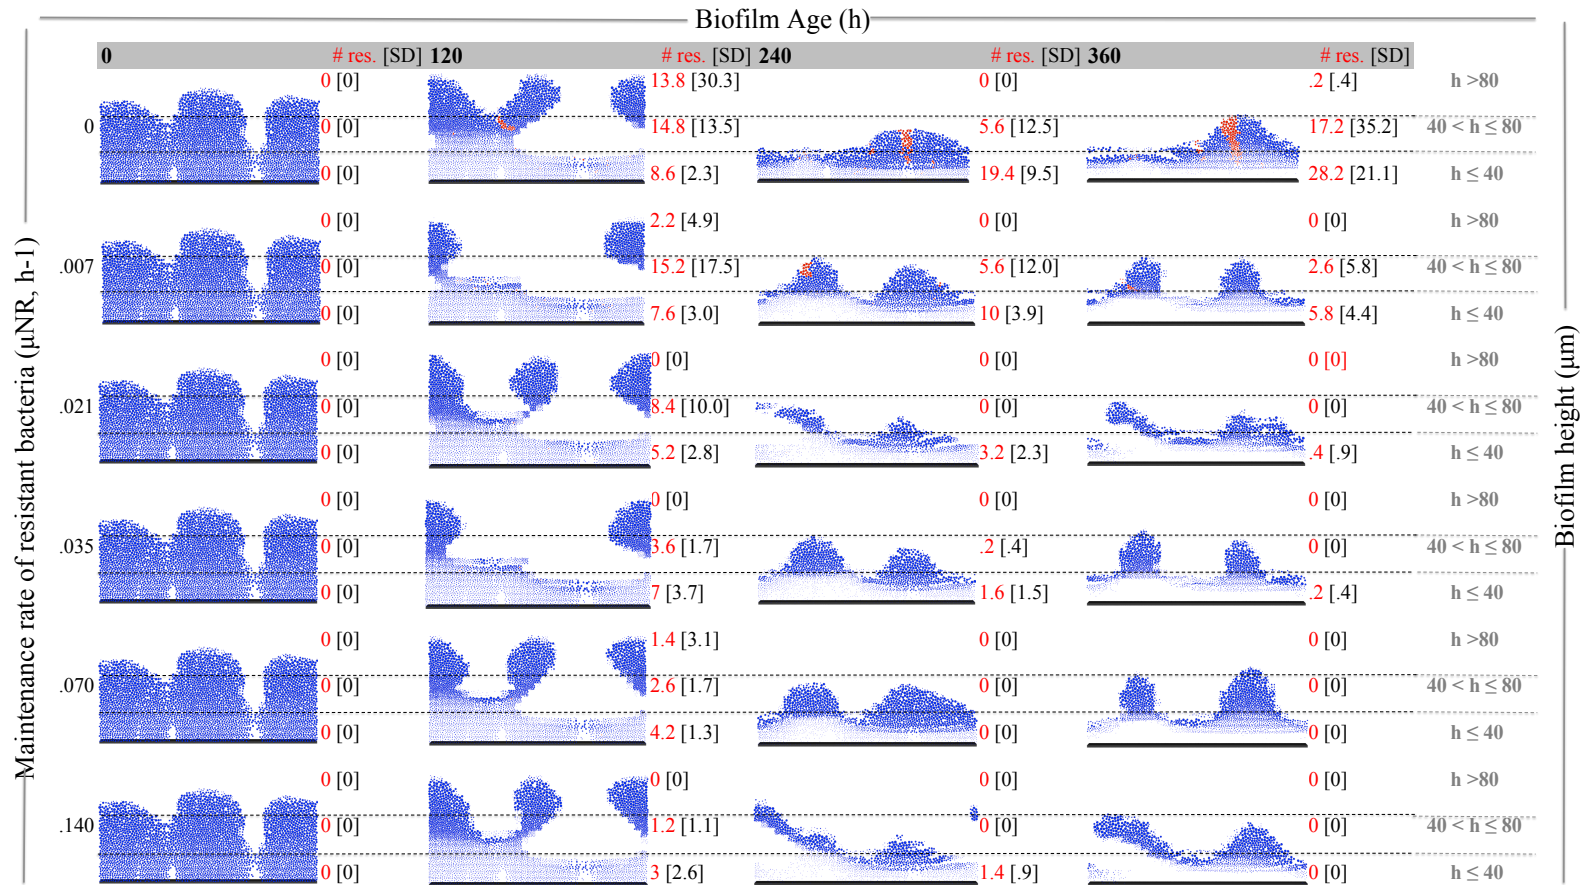 Biofilm Age (h)
0 # res. [SD] 120 # res. [SD] 240 # res. [SD] 360 # res. [SD]
0 [0] 13.8 [30.3] 0 [0] .2 [.4] h >80
0 0 [0] 14.8 [13.5] 5.6 [12.5] 17.2 [35.2] 40 < h ≤ 80
0 [0] 8.6 [2.3] 19.4 [9.5] 28.2 [21.1] h ≤ 40
0 [0] 2.2 [4.9] 0 [0] 0 [0] h >80
.007 0 [0] 15.2 [17.5] 5.6 [12.0] 2.6 [5.8] 40 < h ≤ 80
0 [0] 7.6 [3.0] 10 [3.9] 5.8 [4.4] h ≤ 40
0 [0] 0 [0] 0 [0] 0 [0] h >80
.021 0 [0] 8.4 [10.0] 0 [0] 0 [0] 40 < h ≤ 80
0 [0] 5.2 [2.8] 3.2 [2.3] .4 [.9] h ≤ 40
0 [0] 0 [0] 0 [0] 0 [0] h >80
.035 0 [0] 3.6 [1.7] .2 [.4] 0 [0] 40 < h ≤ 80
0 [0] 7 [3.7] 1.6 [1.5] .2 [.4] h ≤ 40
0 [0] 1.4 [3.1] 0 [0] 0 [0] h >80
.070 0 [0] 2.6 [1.7] 0 [0] 0 [0] 40 < h ≤ 80
0 [0] 4.2 [1.3] 0 [0] 0 [0] h ≤ 40
0 [0] 0 [0] 0 [0] 0 [0] h >80
.140 0 [0] 1.2 [1.1] 0 [0] 0 [0] 40 < h ≤ 80
0 [0] 3 [2.6] 1.4 [.9] 0 [0] h ≤ 40
Maintenance rate of resistant bacteria (μNR, h-1)
Biofilm height (μm)